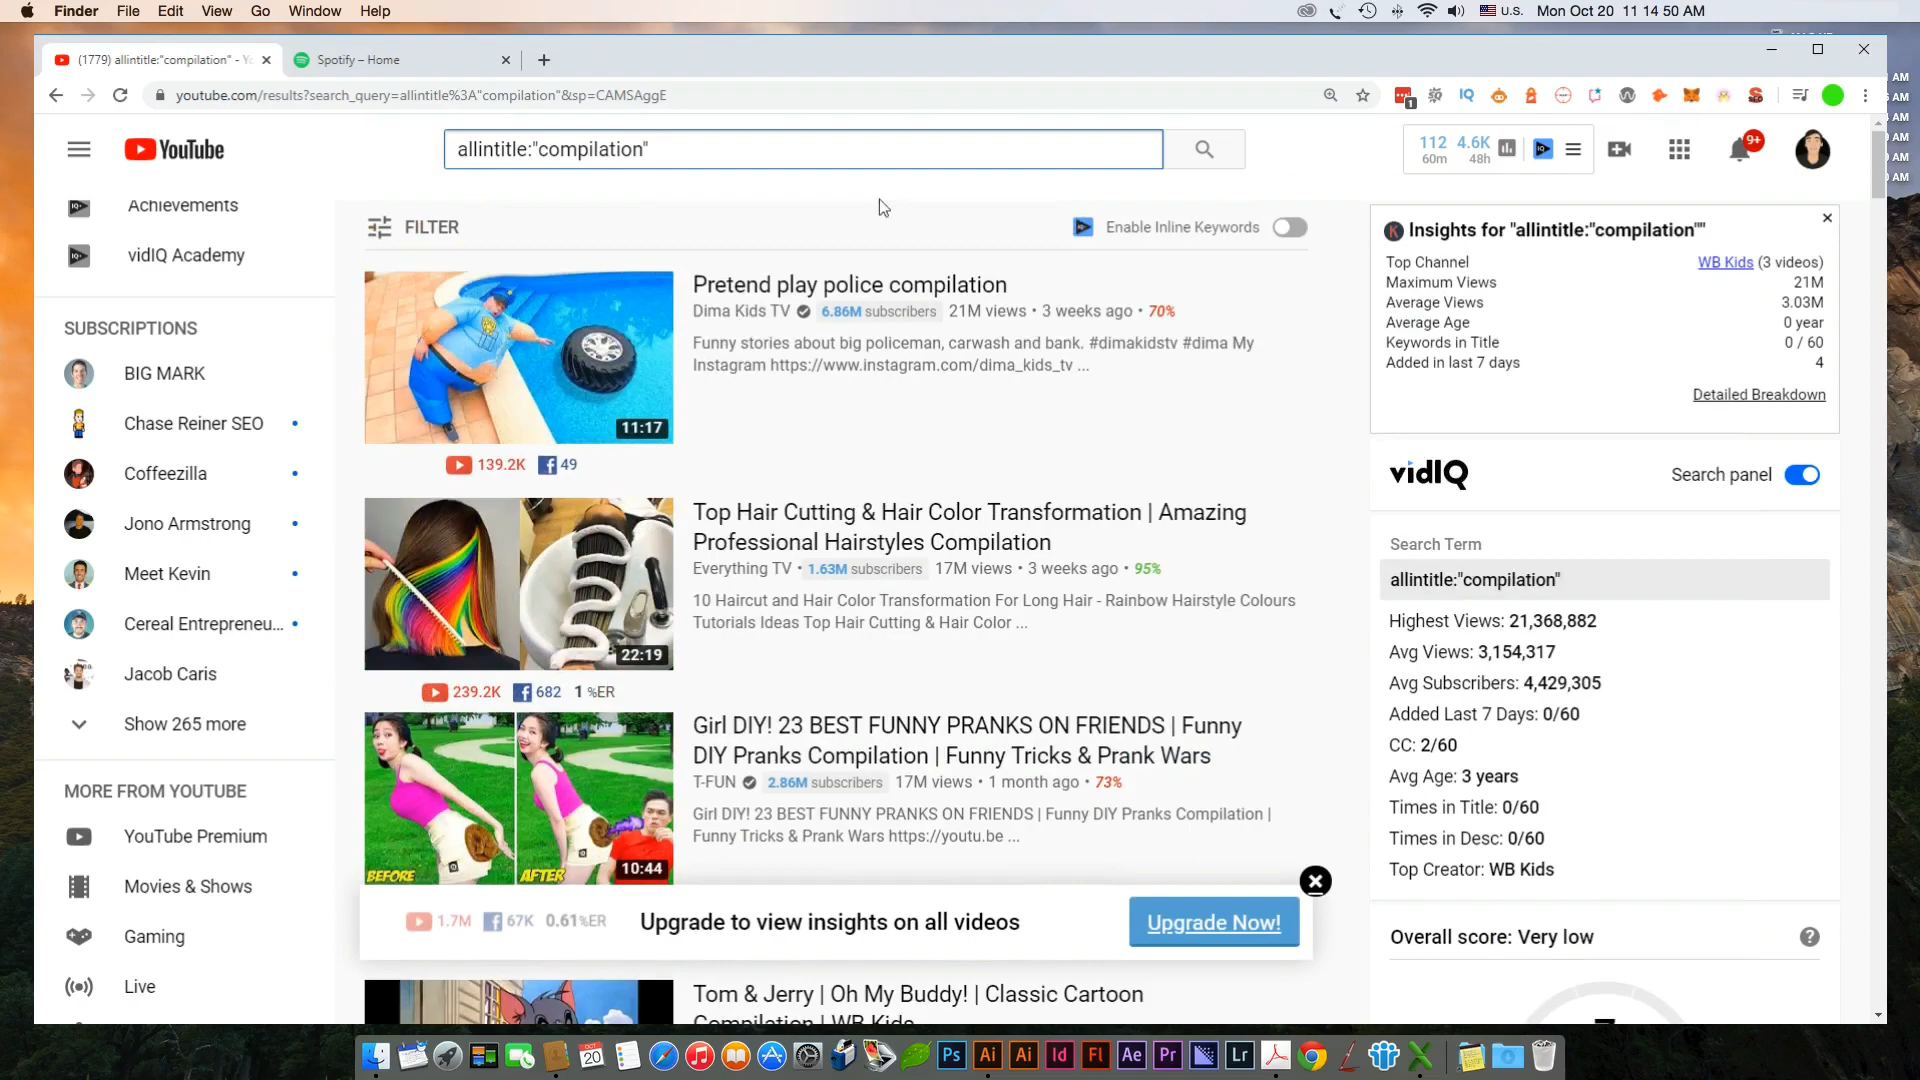 Finder File Edit View Go Window Help
U.S. Mon Oct 20 11 14 50 AM
(1779) allintitle:"compilation" - Y
Spotify – Home
youtube.com/results?search_query=allintitle%3A"compilation"&sp=CAMSAggE
YouTube
allintitle:"compilation"
112 4.6K
60m 48h
9+
Achievements
vidIQ Academy
SUBSCRIPTIONS
BIG MARK
Chase Reiner SEO
Coffeezilla
Jono Armstrong
Meet Kevin
Cereal Entrepreneu...
Jacob Caris
Show 265 more
MORE FROM YOUTUBE
YouTube Premium
Movies & Shows
Gaming
Live
FILTER
Enable Inline Keywords
11:17
Pretend play police compilation
Dima Kids TV 6.86M subscribers 21M views • 3 weeks ago • 70%
Funny stories about big policeman, carwash and bank. #dimakidstv #dima My
Instagram https://www.instagram.com/dima_kids_tv ...
139.2K 49
22:19
Top Hair Cutting & Hair Color Transformation | Amazing
Professional Hairstyles Compilation
Everything TV • 1.63M subscribers 17M views • 3 weeks ago • 95%
10 Haircut and Hair Color Transformation For Long Hair - Rainbow Hairstyle Colours
Tutorials Ideas Top Hair Cutting & Hair Color ...
239.2K 682 1 %ER
BEFORE AFTER 10:44
Girl DIY! 23 BEST FUNNY PRANKS ON FRIENDS | Funny
DIY Pranks Compilation | Funny Tricks & Prank Wars
T-FUN 2.86M subscribers 17M views • 1 month ago • 73%
Girl DIY! 23 BEST FUNNY PRANKS ON FRIENDS | Funny DIY Pranks Compilation |
Funny Tricks & Prank Wars https://youtu.be ...
1.7M 67K 0.61%ER Upgrade to view insights on all videos Upgrade Now!
Tom & Jerry | Oh My Buddy! | Classic Cartoon
Compilation | WB Kids
Insights for "allintitle:"compilation""
Top Channel WB Kids (3 videos)
Maximum Views 21M
Average Views 3.03M
Average Age 0 year
Keywords in Title 0 / 60
Added in last 7 days 4
Detailed Breakdown
vidIQ
Search panel
Search Term
allintitle:"compilation"
Highest Views: 21,368,882
Avg Views: 3,154,317
Avg Subscribers: 4,429,305
Added Last 7 Days: 0/60
CC: 2/60
Avg Age: 3 years
Times in Title: 0/60
Times in Desc: 0/60
Top Creator: WB Kids
Overall score: Very low
OCT
20
Ps Ai Ai Id Fl Ae Pr Lr